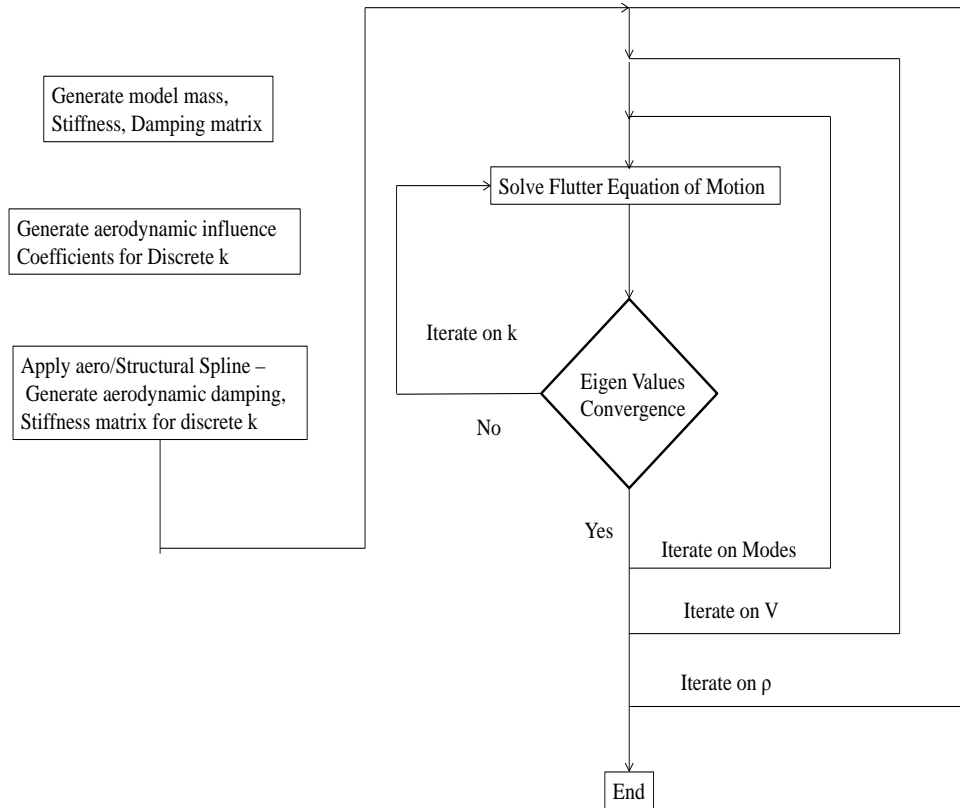 Generate model mass,
Stiffness, Damping matrix
Generate aerodynamic influence
Coefficients for Discrete k
Apply aero/Structural Spline –
Generate aerodynamic damping,
Stiffness matrix for discrete k
Solve Flutter Equation of Motion
Iterate on k
Eigen Values
Convergence
No
Yes
Iterate on Modes
Iterate on V
Iterate on ρ
End